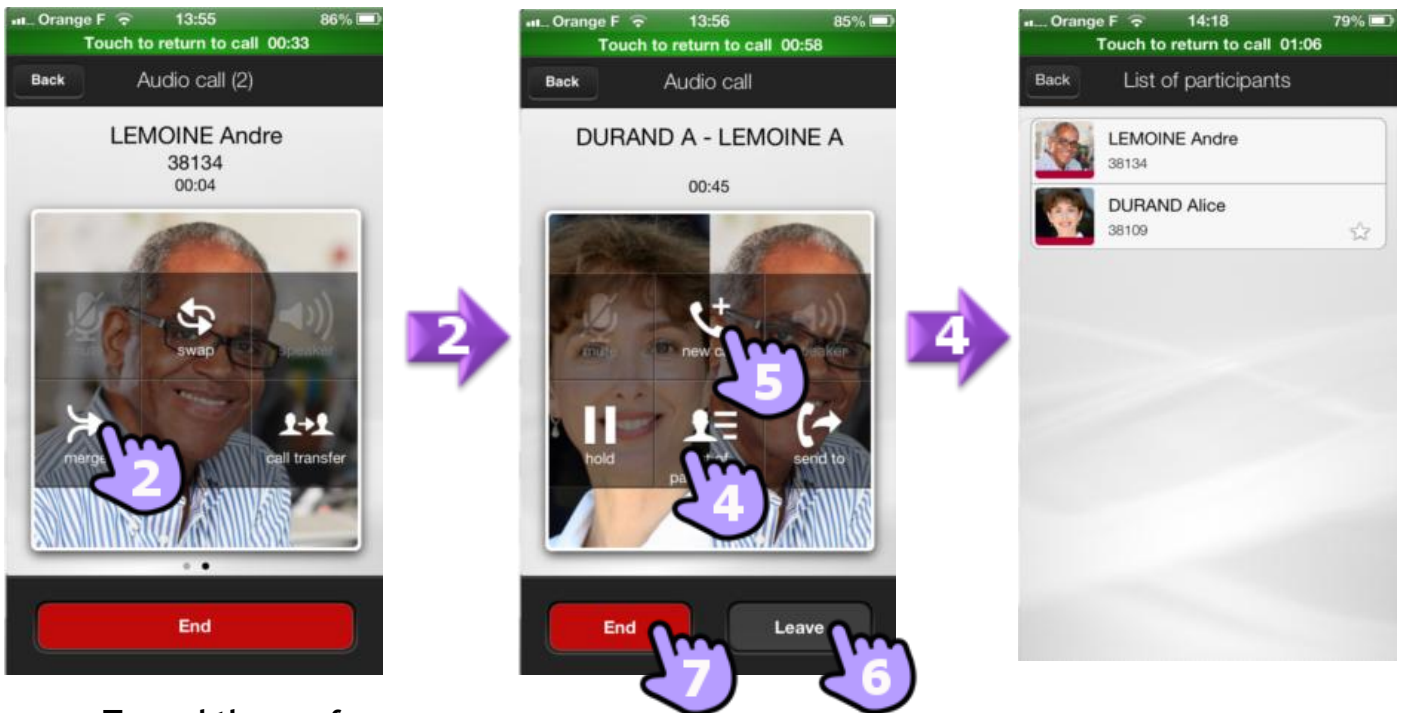 Orange F 13:55 86%
Touch to return to call 00:33
Back Audio call (2)
LEMOINE Andre
38134
00:04
mute swap speaker
merge call transfer
2
End
2
Orange F 13:56 85%
Touch to return to call 00:58
Back Audio call
DURAND A - LEMOINE A
00:45
mute new
5
hold send to
4
End Leave
7 6
4
Orange F 14:18 79%
Touch to return to call 01:06
Back List of participants
LEMOINE Andre
38134
DURAND Alice
38109